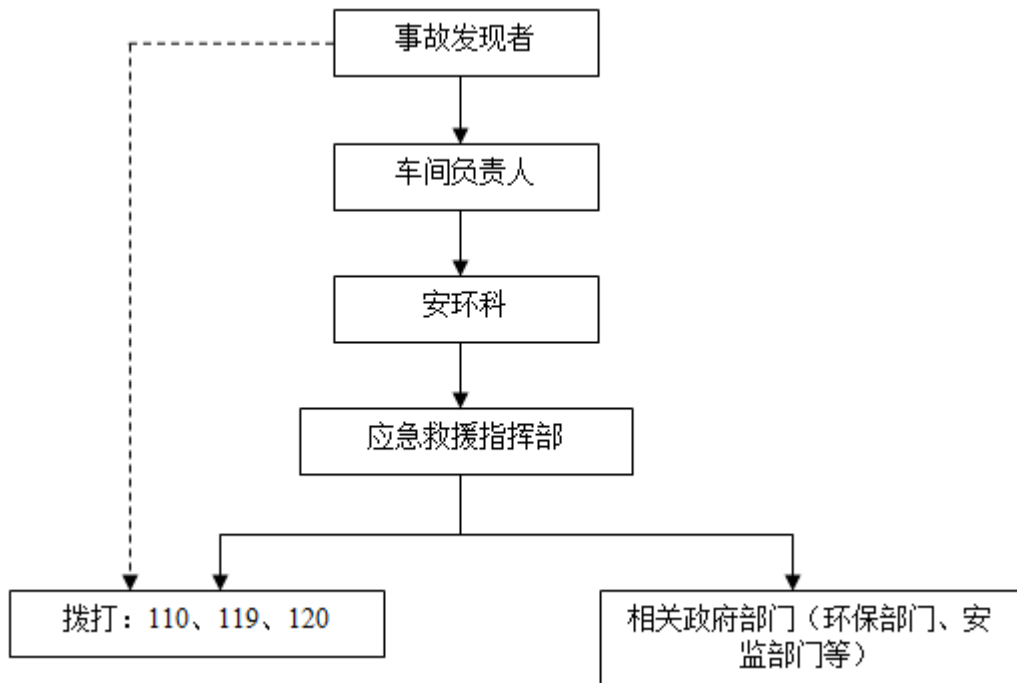 事故发现者
车间负责人
安环科
应急救援指挥部
拨打：110、119、120
相关政府部门（环保部门、安
监部门等）